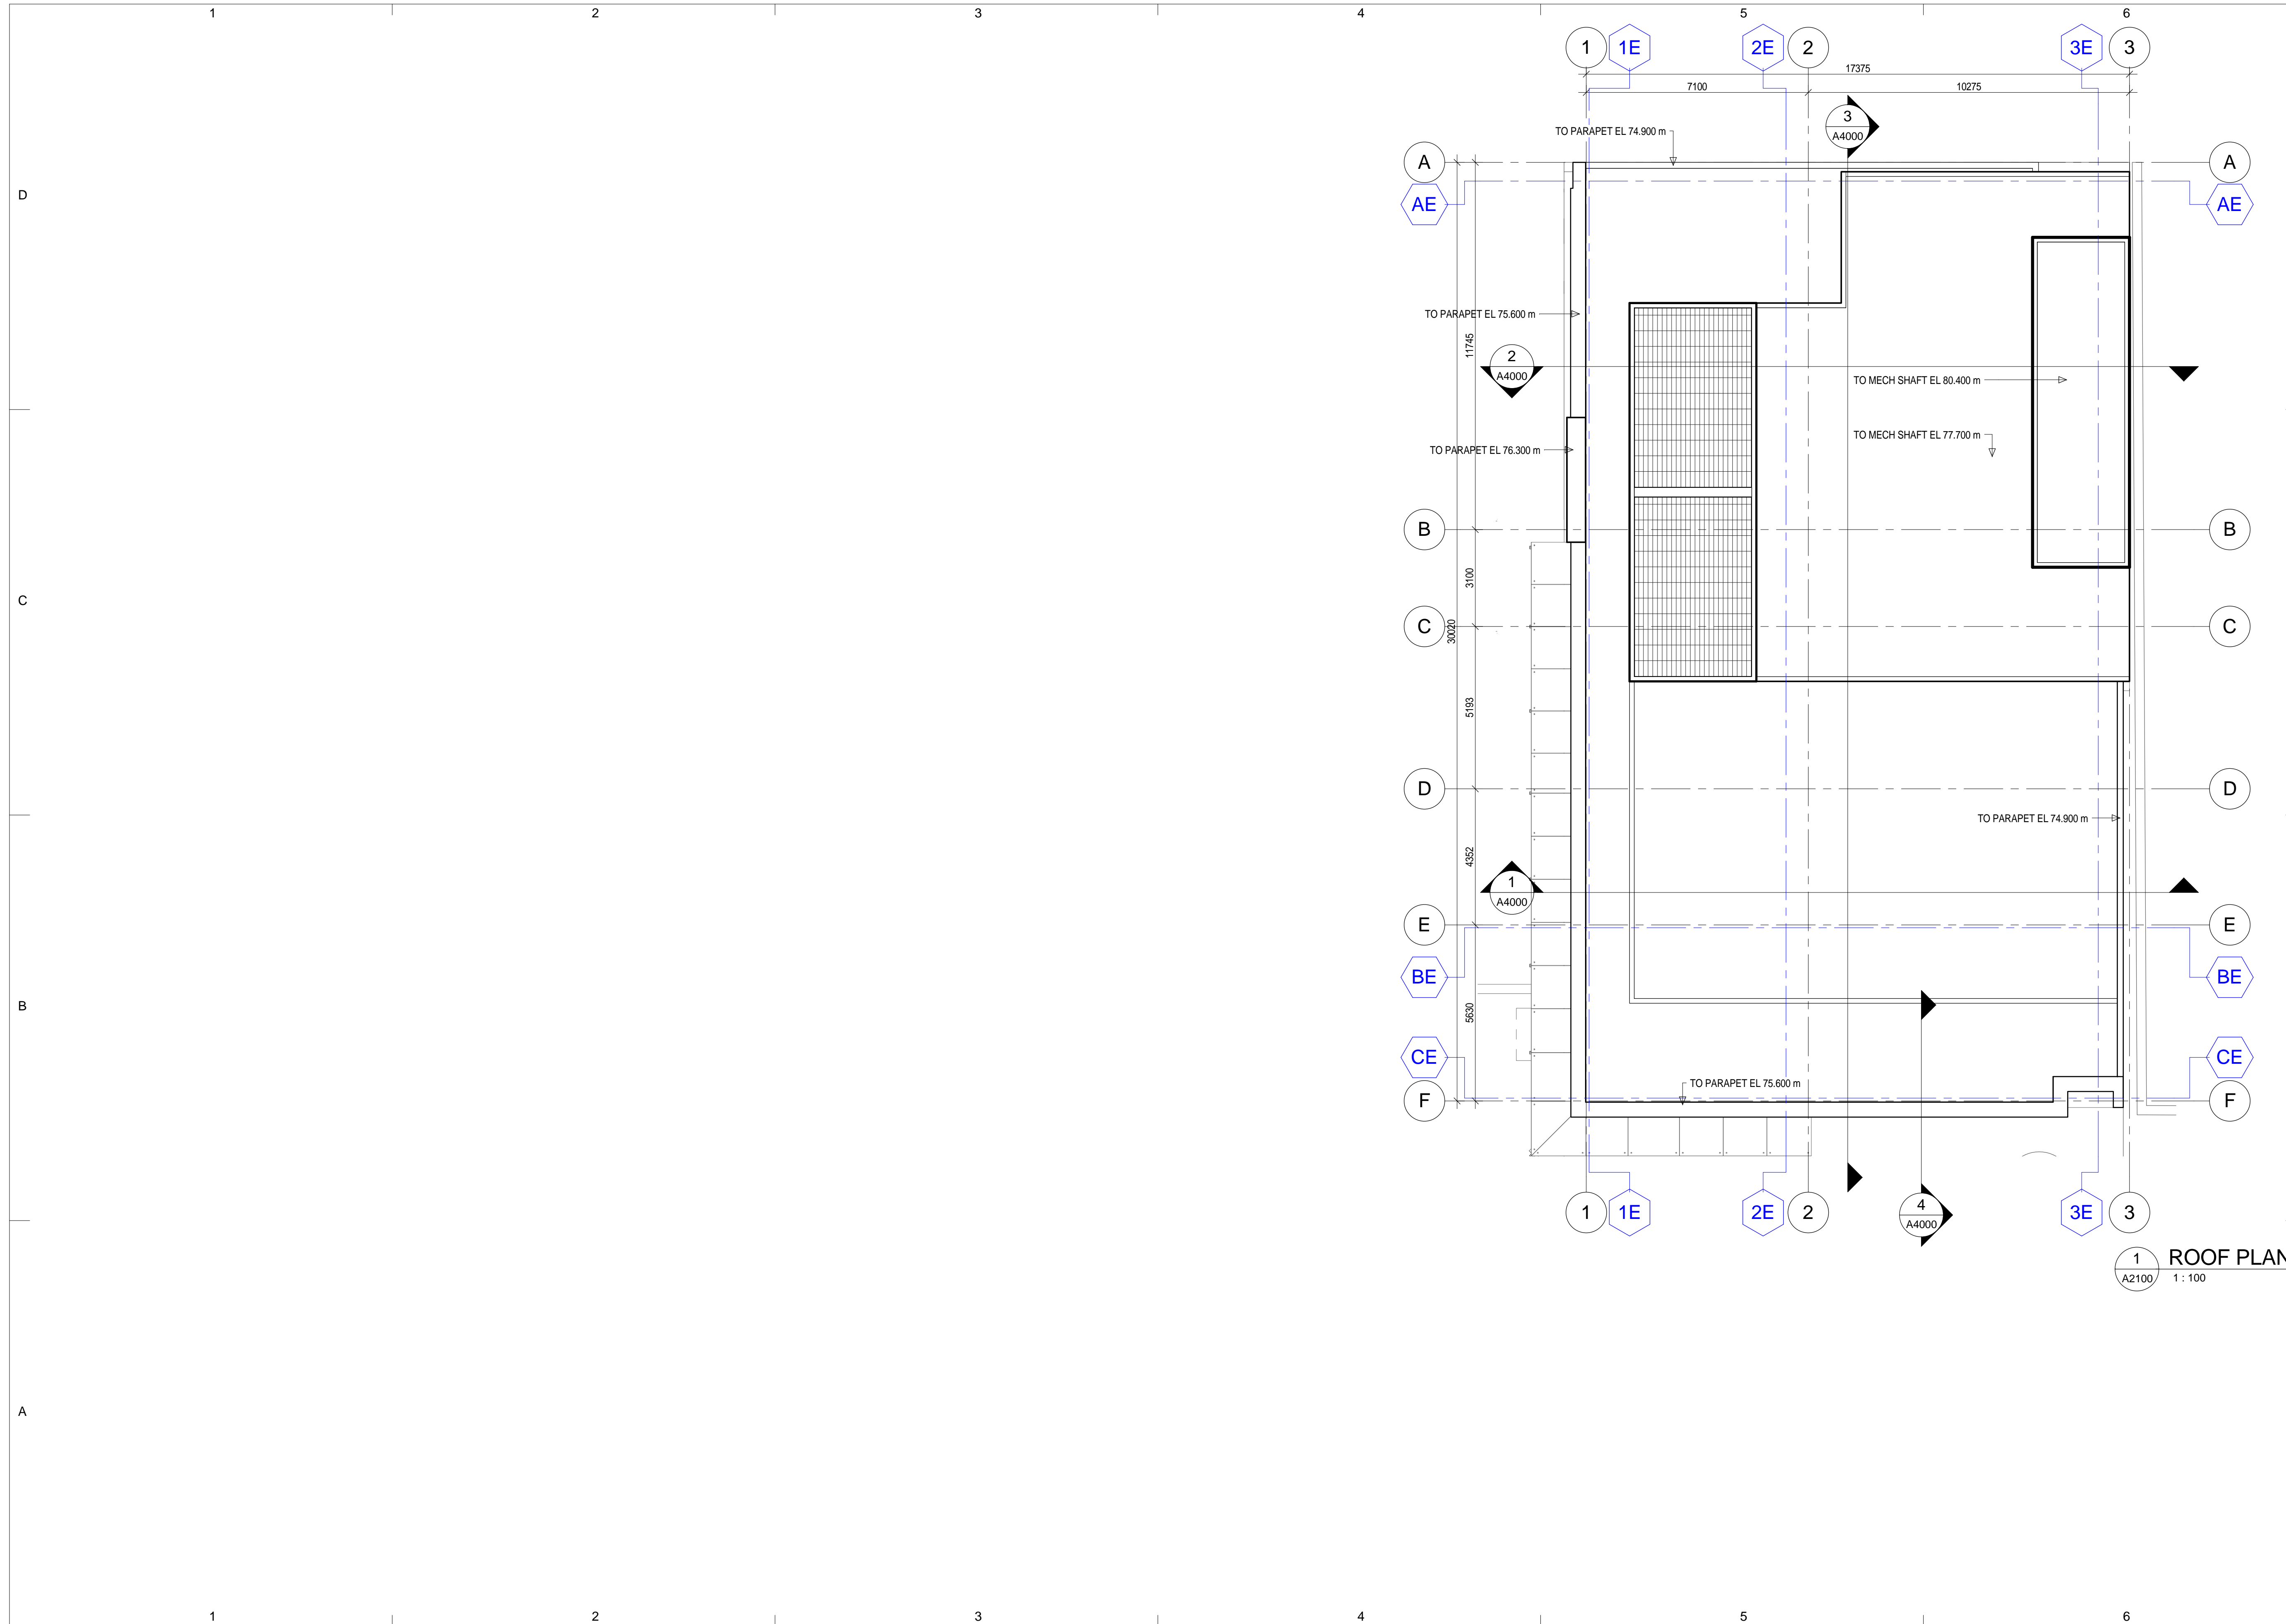 1 2 3 4 5 6
1 1E 2E 2 3E 3
17375
7100 10275
3
A4000
TO PARAPET EL 74.900 m
A A
D
AE AE
TO PARAPET EL 75.600 m
11745
2
A4000
TO MECH SHAFT EL 80.400 m
TO MECH SHAFT EL 77.700 m
TO PARAPET EL 76.300 m
B B
3100
C
C C
30020
5193
D D
TO PARAPET EL 74.900 m
4352
1
A4000
E E
BE BE
B
5630
CE CE
TO PARAPET EL 75.600 m
F F
1 1E 2E 2 3E 3
4
A4000
1
A2100
ROOF PLAN
1 : 100
A
1 2 3 4 5 6